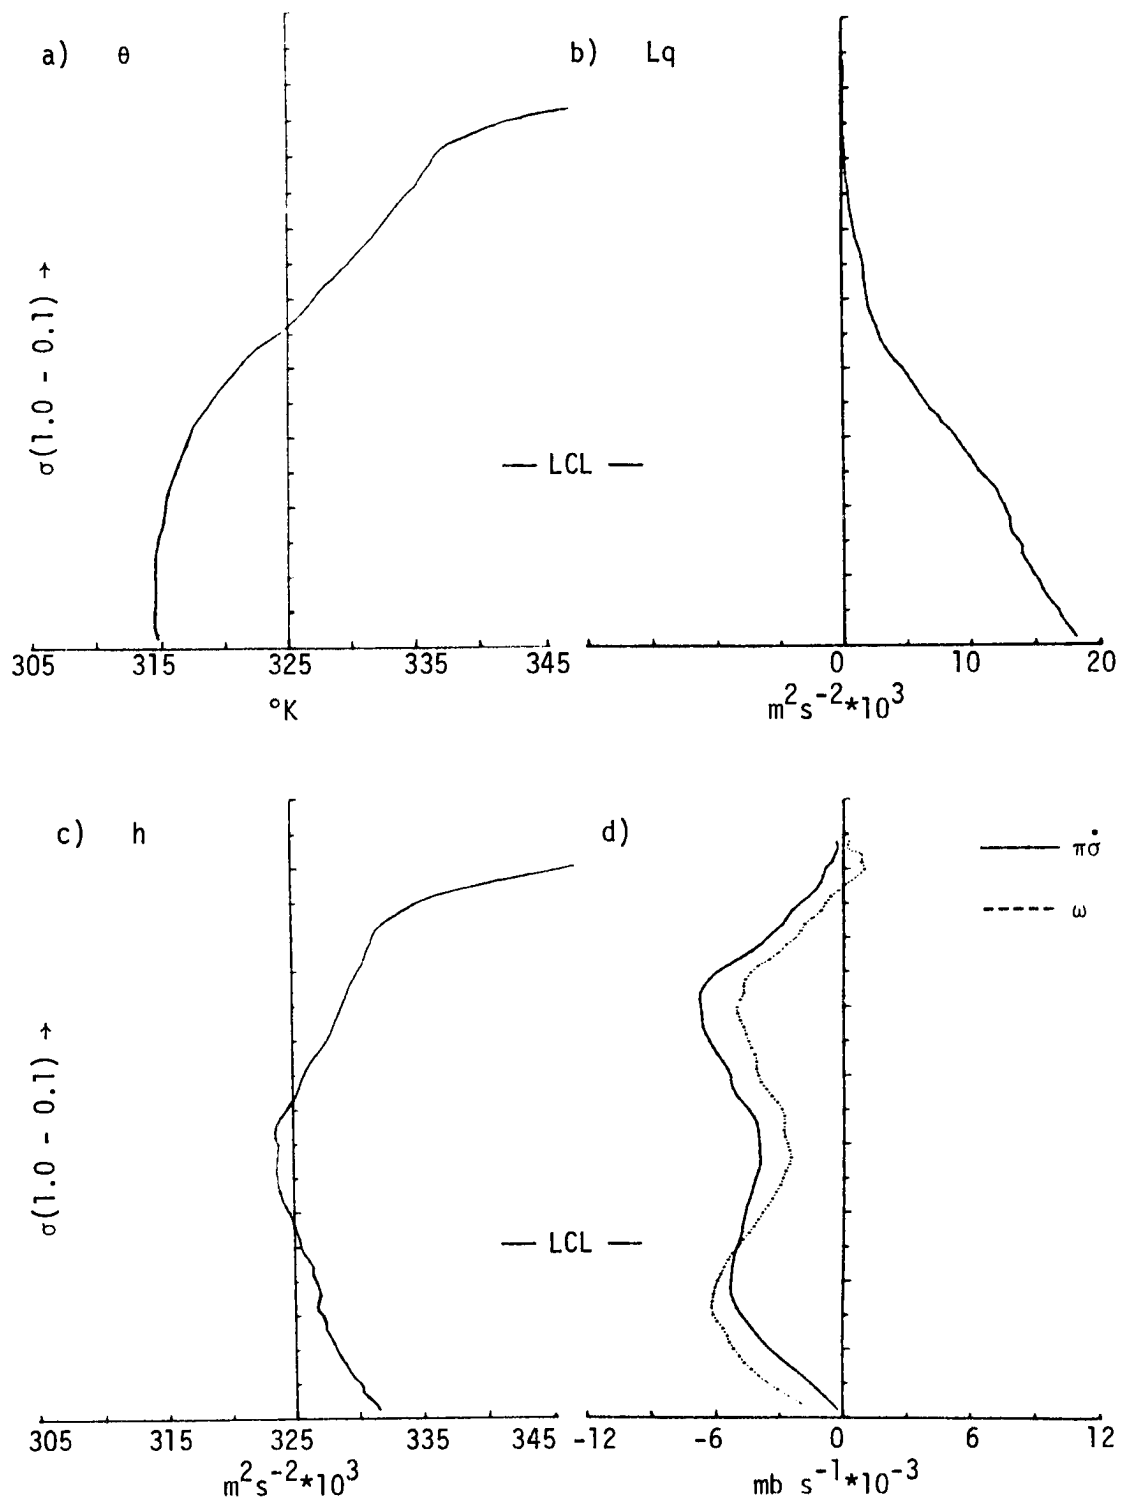 a) θ
b) Lq
σ(1.0 - 0.1) →
— LCL —
305 315 325 335 345
°K
0 10 20
m²s⁻²*10³
c) h
d)
πσ̇
ω
σ(1.0 - 0.1) →
— LCL —
305 315 325 335 345
m²s⁻²*10³
-12 -6 0 6 12
mb s⁻¹*10⁻³